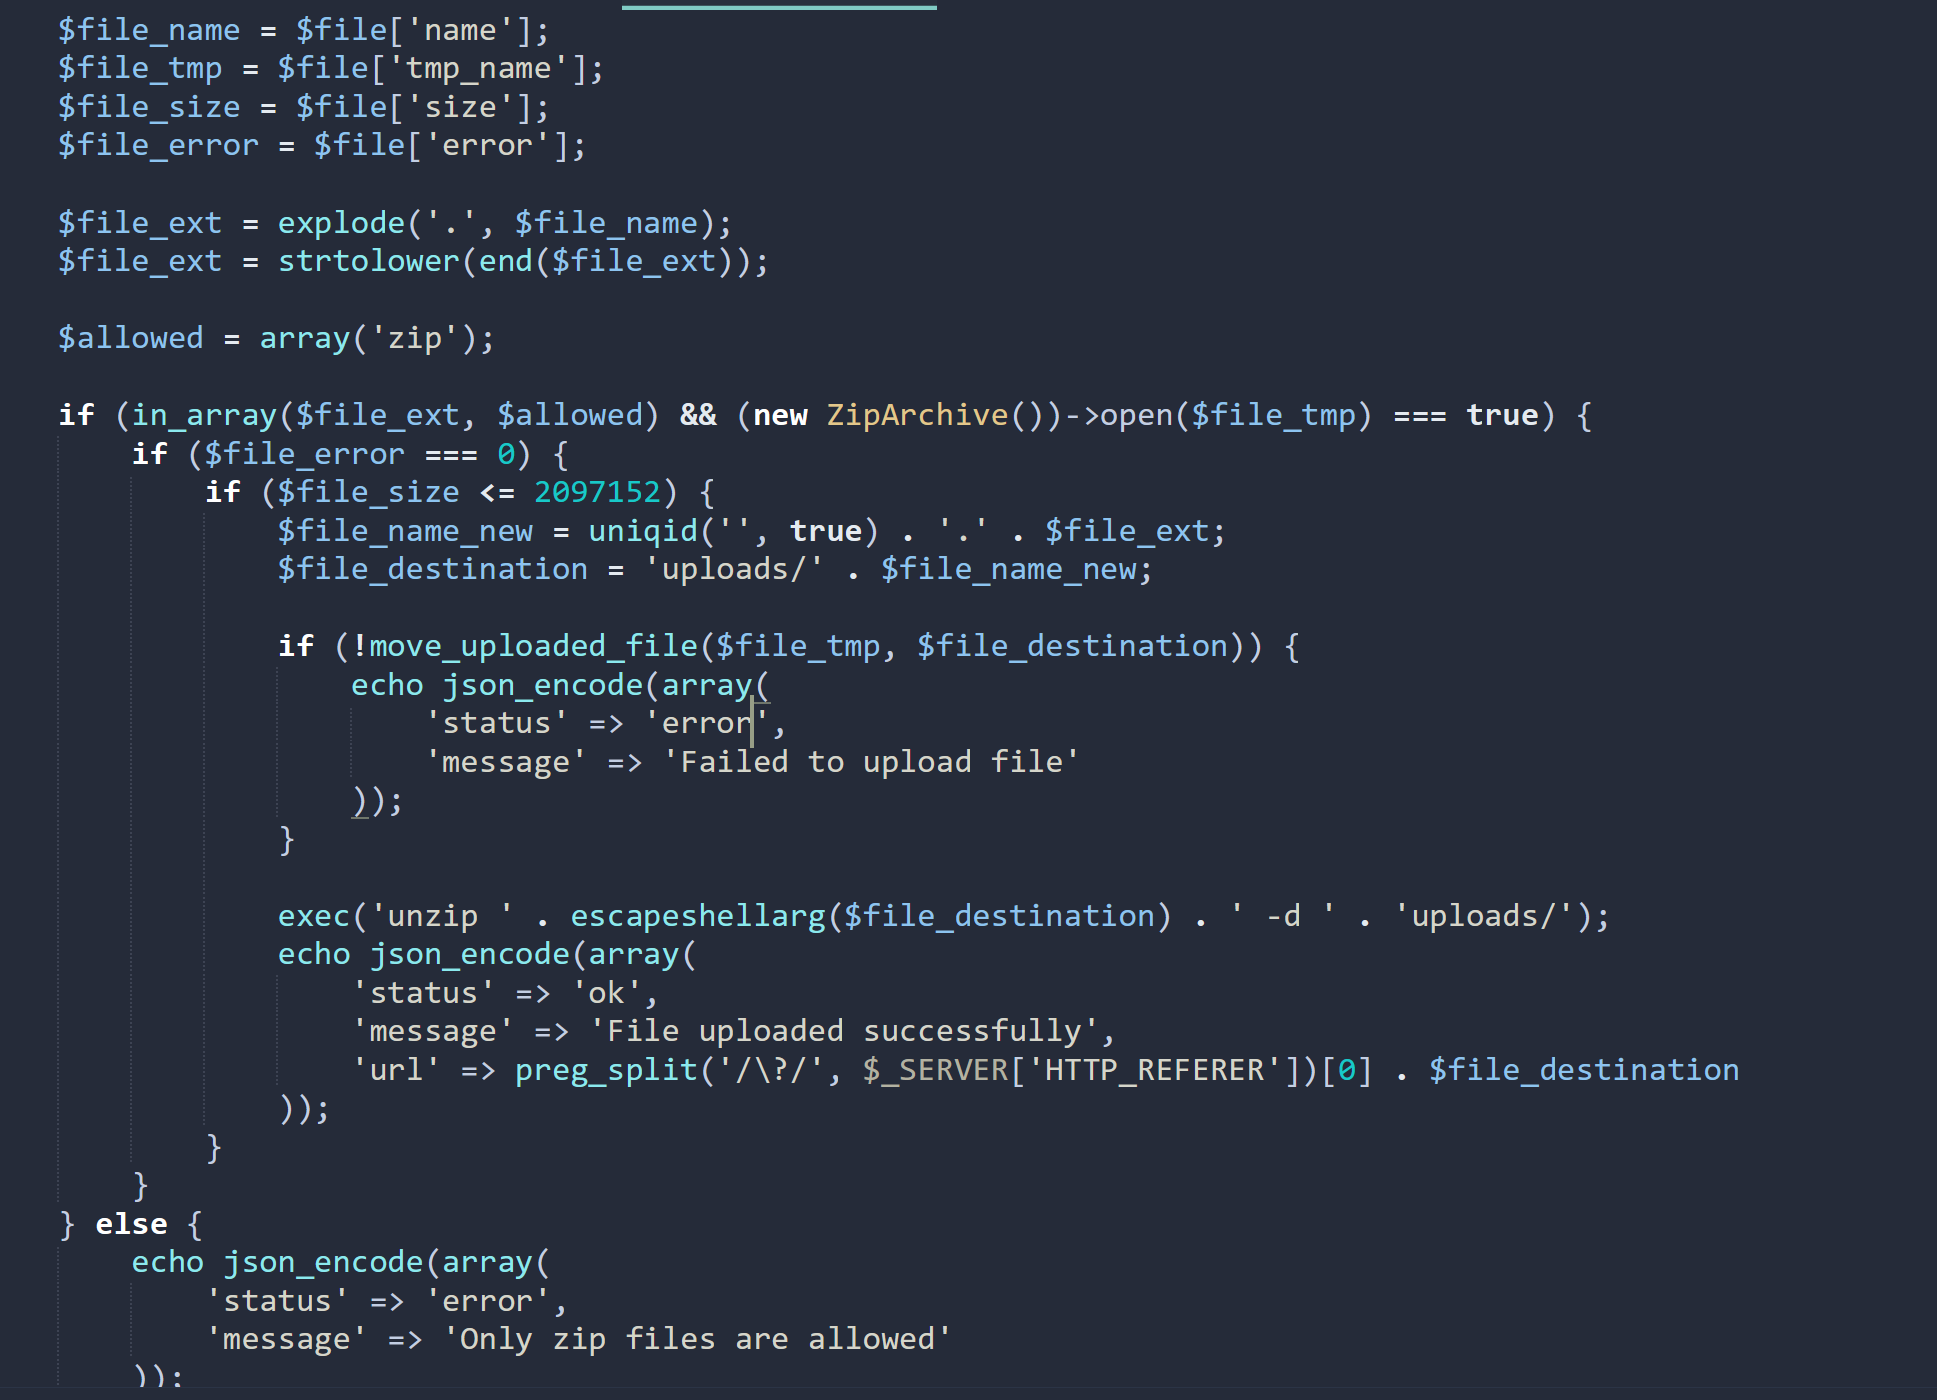 $file_name = $file['name'];
$file_tmp = $file['tmp_name'];
$file_size = $file['size'];
$file_error = $file['error'];
$file_ext = explode('.', $file_name);
$file_ext = strtolower(end($file_ext));
$allowed = array('zip');
if (in_array($file_ext, $allowed) && (new ZipArchive())->open($file_tmp) === true) {
if ($file_error === 0) {
if ($file_size <= 2097152) {
$file_name_new = uniqid('', true) . '.' . $file_ext;
$file_destination = 'uploads/' . $file_name_new;
if (!move_uploaded_file($file_tmp, $file_destination)) {
echo json_encode(array(
'status' => 'error',
'message' => 'Failed to upload file'
));
}
exec('unzip ' . escapeshellarg($file_destination) . ' -d ' . 'uploads/');
echo json_encode(array(
'status' => 'ok',
'message' => 'File uploaded successfully',
'url' => preg_split('/\?/', $_SERVER['HTTP_REFERER'])[0] . $file_destination
));
}
}
} else {
echo json_encode(array(
'status' => 'error',
'message' => 'Only zip files are allowed'
));